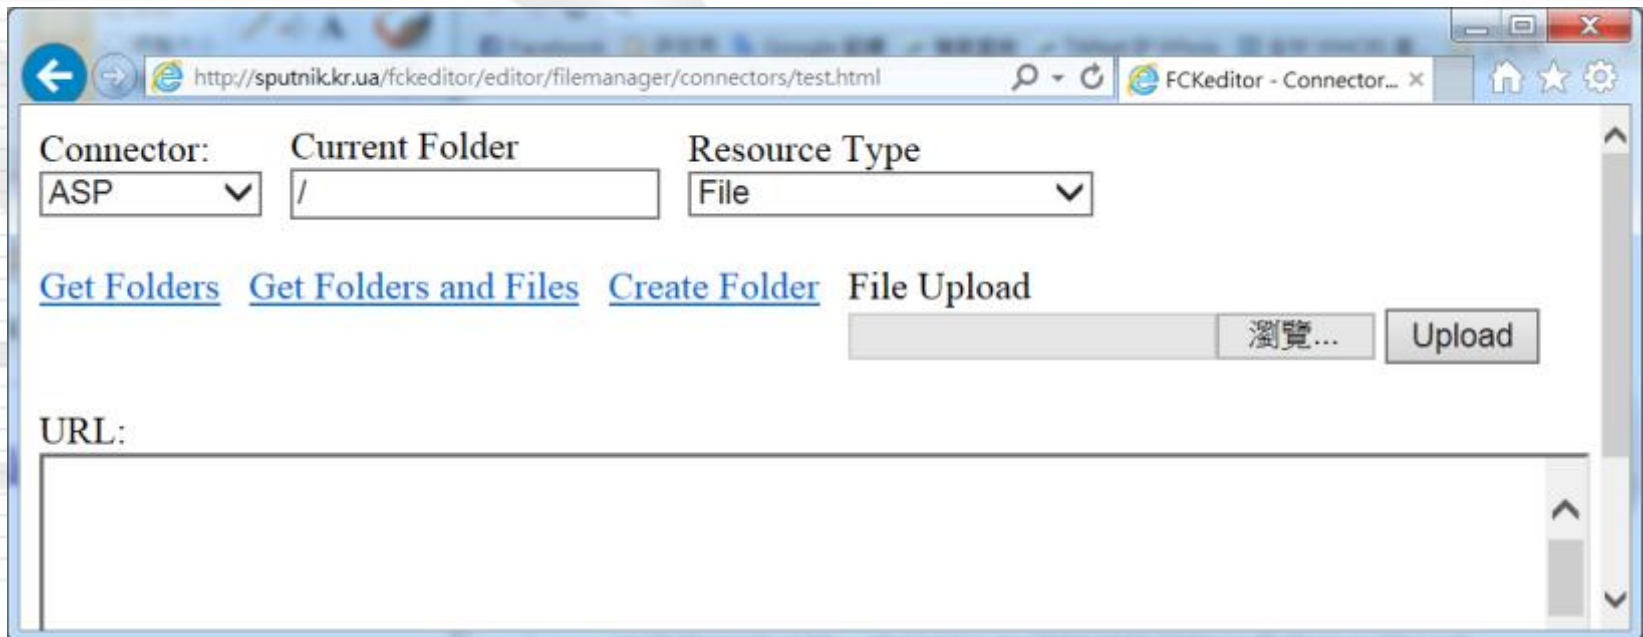 http://sputnik.kr.ua/fckeditor/editor/filemanager/connectors/test.html
FCKeditor - Connector...
Connector: Current Folder Resource Type
ASP / File
Get Folders Get Folders and Files Create Folder File Upload
瀏覽... Upload
URL: